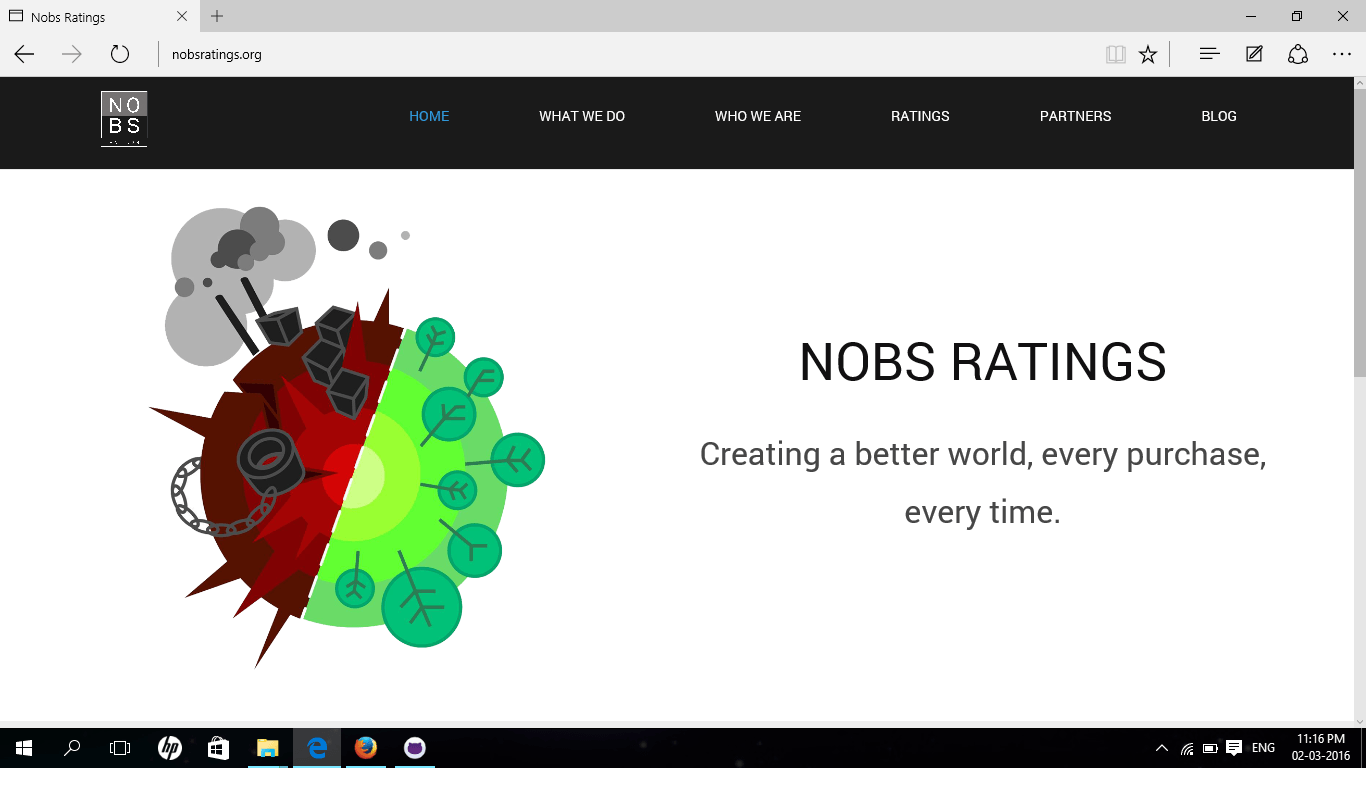 Nobs Ratings
nobsratings.org
NO
BS
HOME
WHAT WE DO
WHO WE ARE
RATINGS
PARTNERS
BLOG
NOBS RATINGS
Creating a better world, every purchase,
every time.
hp
ENG
11:16 PM
02-03-2016